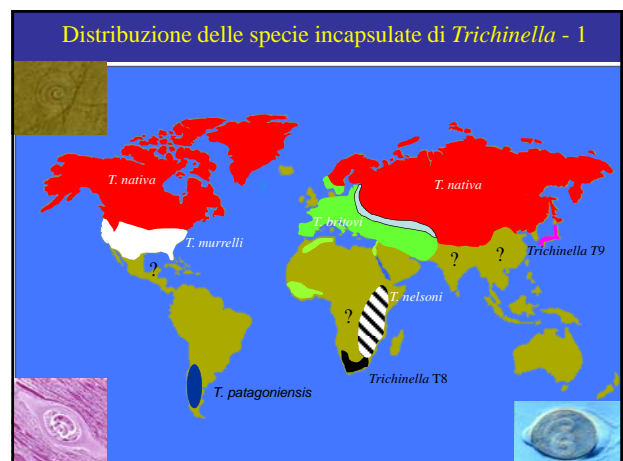 Distribuzione delle specie incapsulate di Trichinella - 1
T. nativa
T. nativa
T. britovi
T. murrelli
Trichinella T9
?
?
?
T. nelsoni
?
Trichinella T8
T. patagoniensis